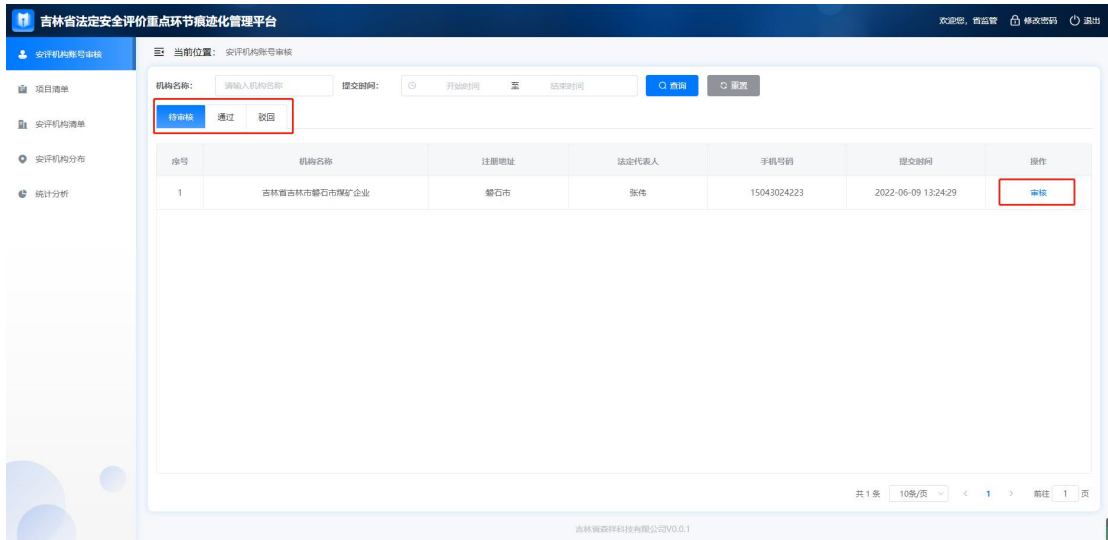 吉林省法定安全评价重点环节痕迹化管理平台 欢迎您，省监管 修改密码 退出
安评机构账号审核 当前位置： 安评机构账号审核
项目清单 机构名称： 请输入机构名称 提交时间： 开始时间 至 结束时间 查询 重置
安评机构清单 待审核 通过 驳回
安评机构分布 序号 机构名称 注册地址 法定代表人 手机号码 提交时间 操作
统计分析 1 吉林省吉林市磐石市煤矿企业 磐石市 张伟 15043024223 2022-06-09 13:24:29 审核
共 1 条 10条/页 < 1 > 前往 1 页
吉林省森祥科技有限公司V0.0.1